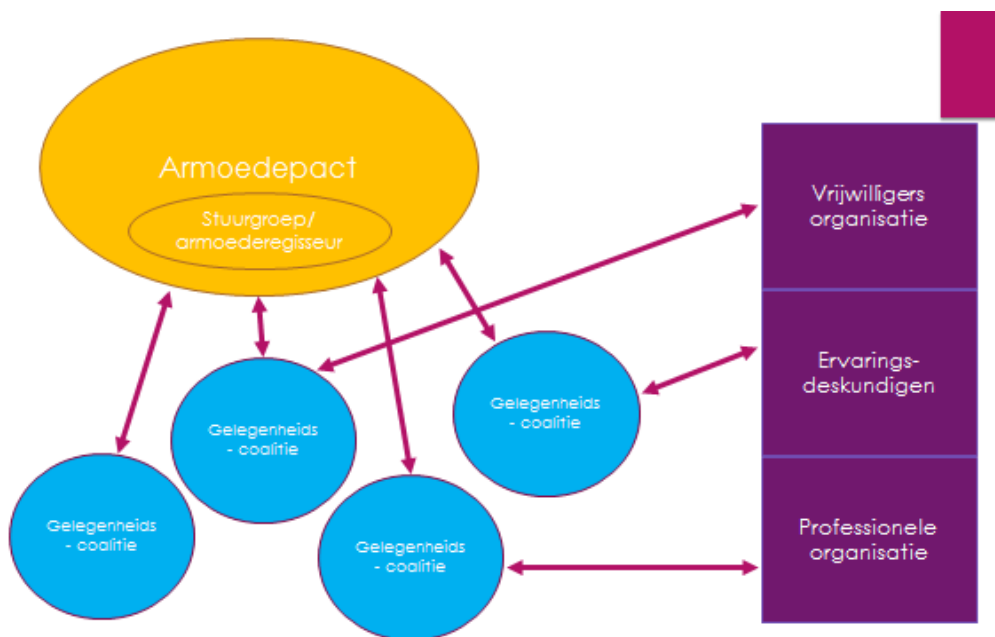 Armoedepact
Stuurgroep/
armoederegisseur
Vrijwilligers
organisatie
Ervarings-
deskundigen
Professionele
organisatie
Gelegenheids
- coalitie
Gelegenheids
- coalitie
Gelegenheids
- coalitie
Gelegenheids
- coalitie